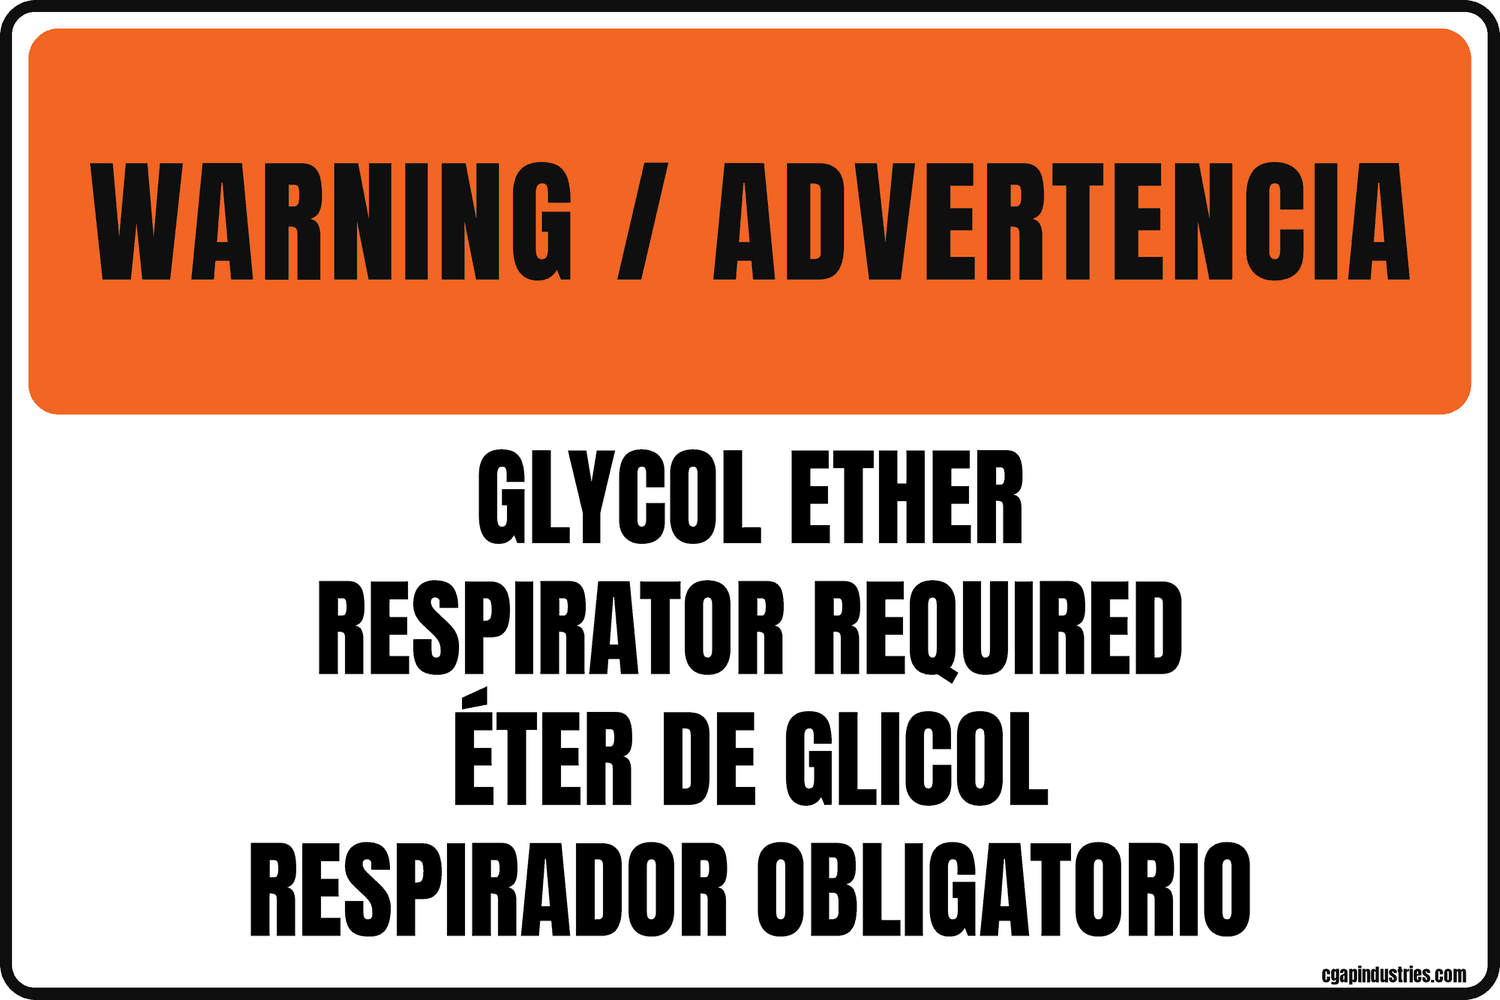 WARNING / ADVERTENCIA
GLYCOL ETHER
RESPIRATOR REQUIRED
ÉTER DE GLICOL
RESPIRADOR OBLIGATORIO
cgapindustries.com